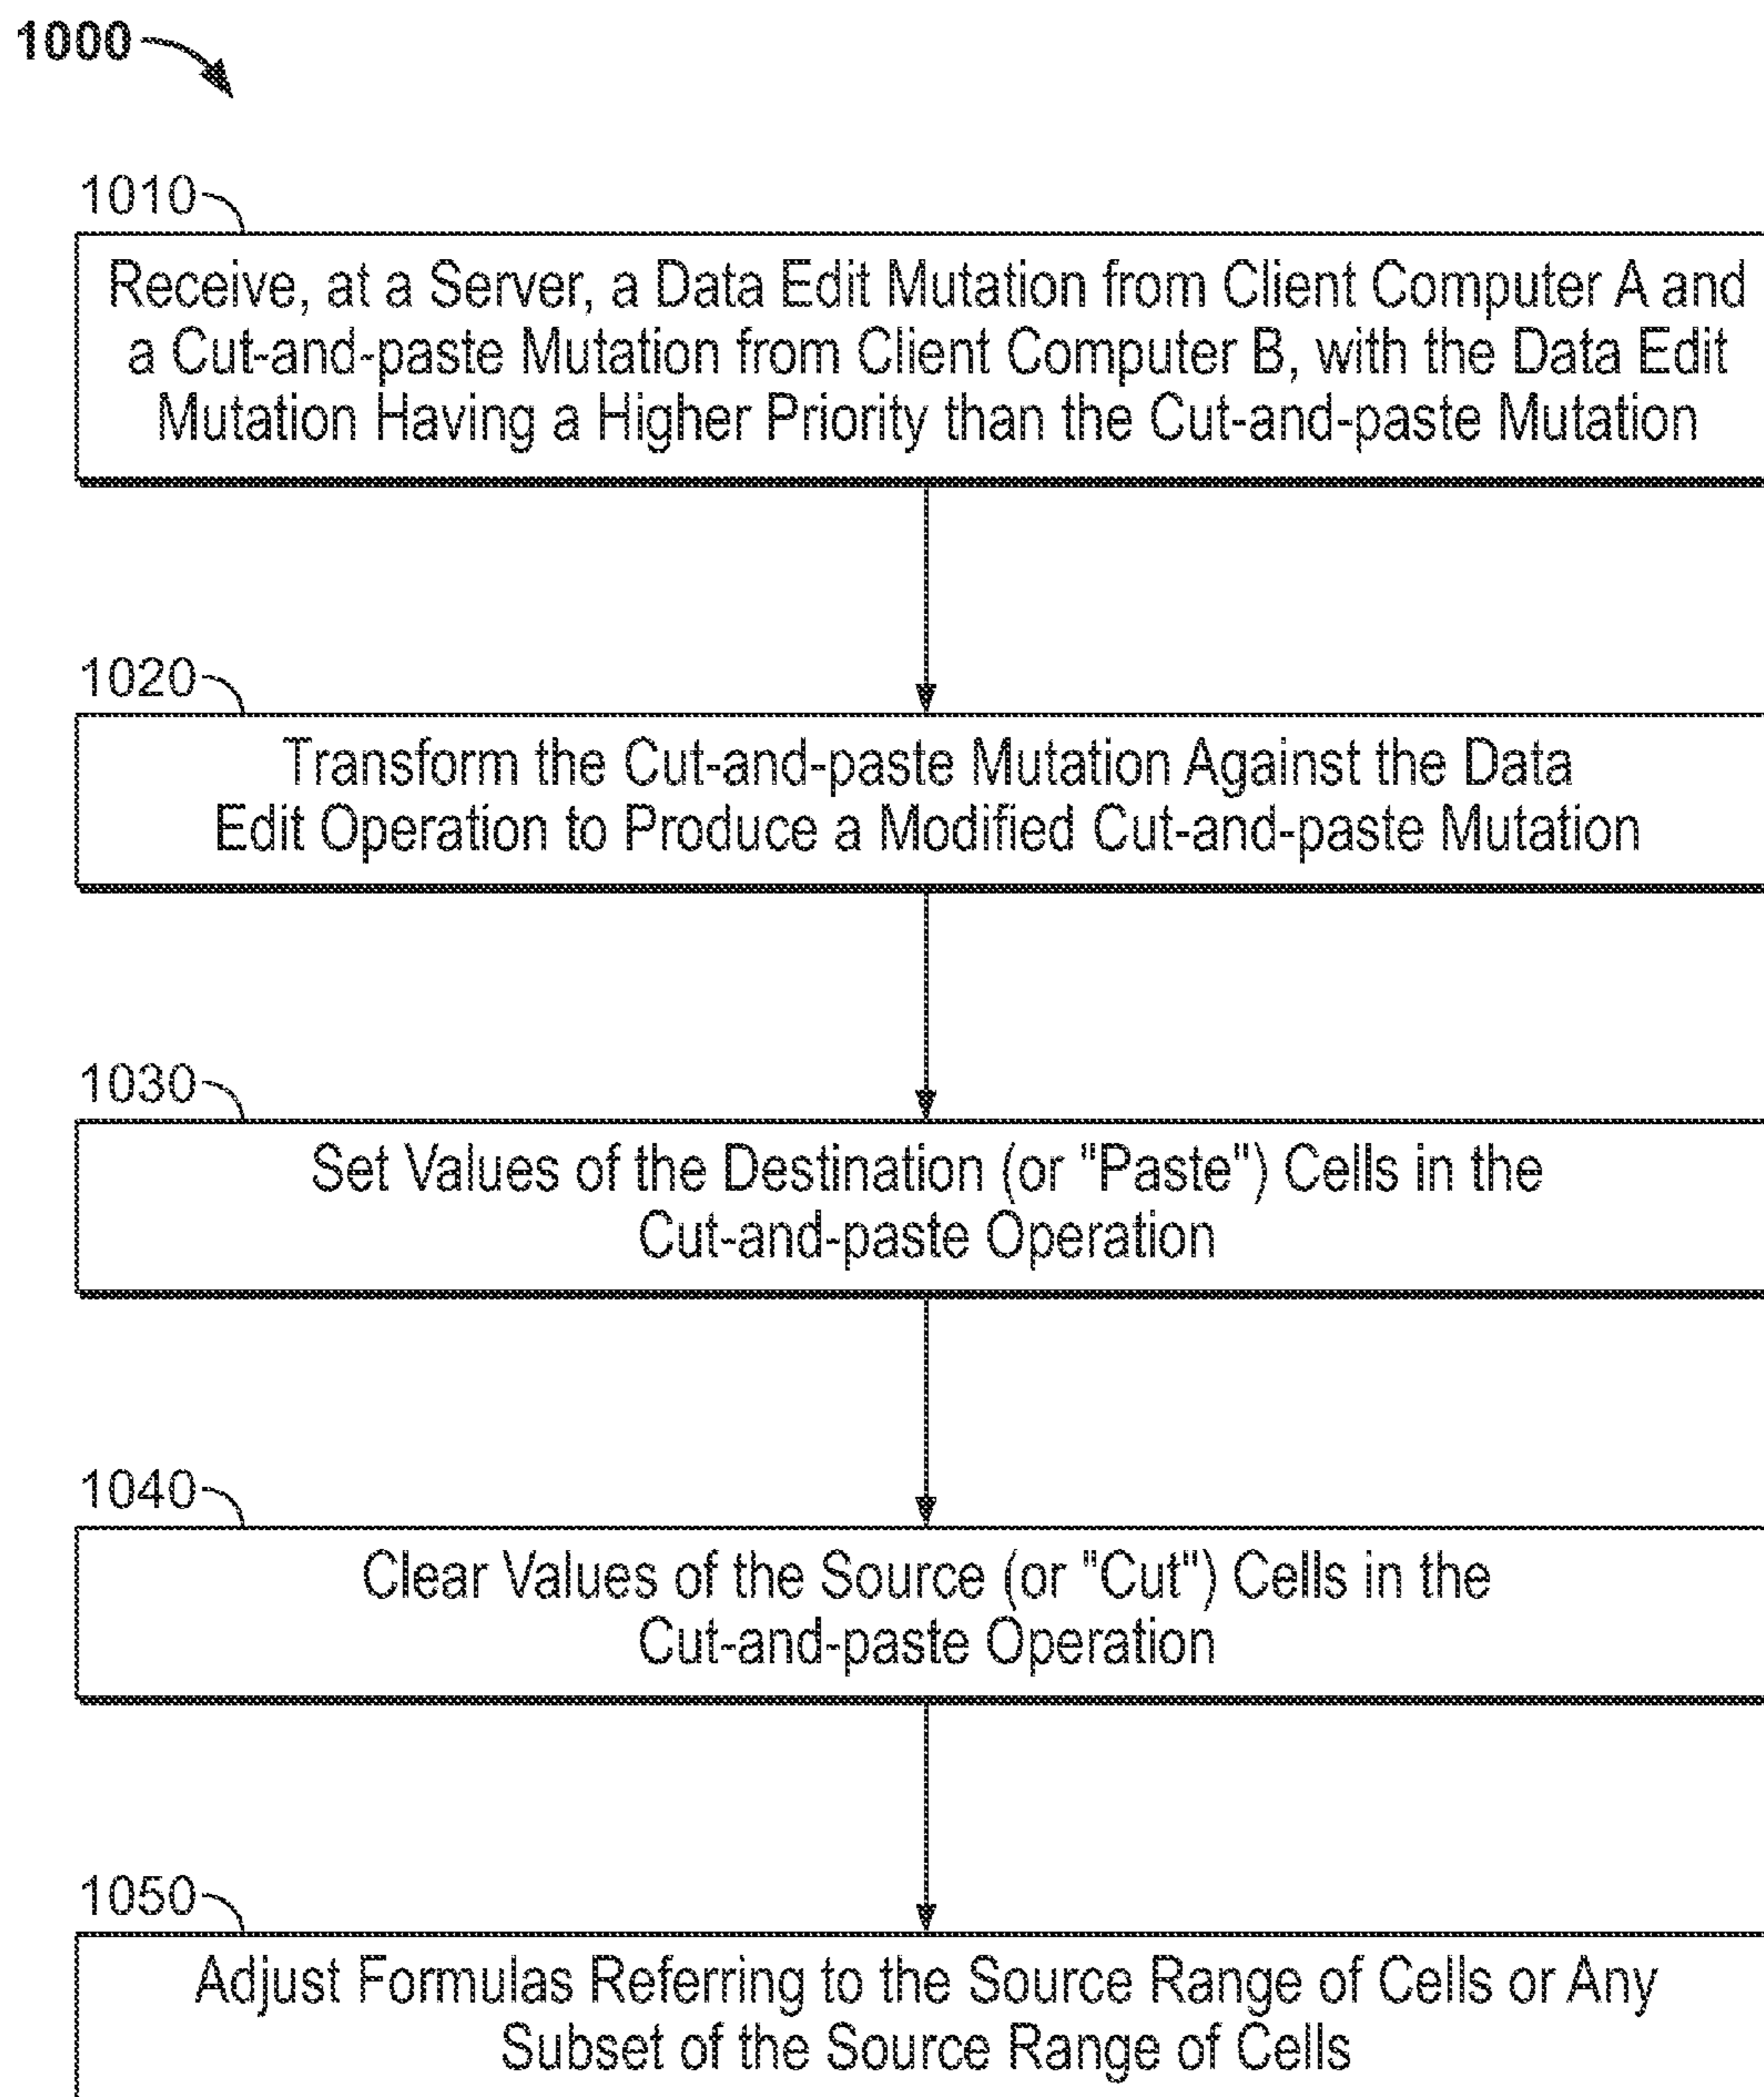 1000
1010
Receive, at a Server, a Data Edit Mutation from Client Computer A and
a Cut-and-paste Mutation from Client Computer B, with the Data Edit
Mutation Having a Higher Priority than the Cut-and-paste Mutation
1020
Transform the Cut-and-paste Mutation Against the Data
Edit Operation to Produce a Modified Cut-and-paste Mutation
1030
Set Values of the Destination (or "Paste") Cells in the
Cut-and-paste Operation
1040
Clear Values of the Source (or "Cut") Cells in the
Cut-and-paste Operation
1050
Adjust Formulas Referring to the Source Range of Cells or Any
Subset of the Source Range of Cells